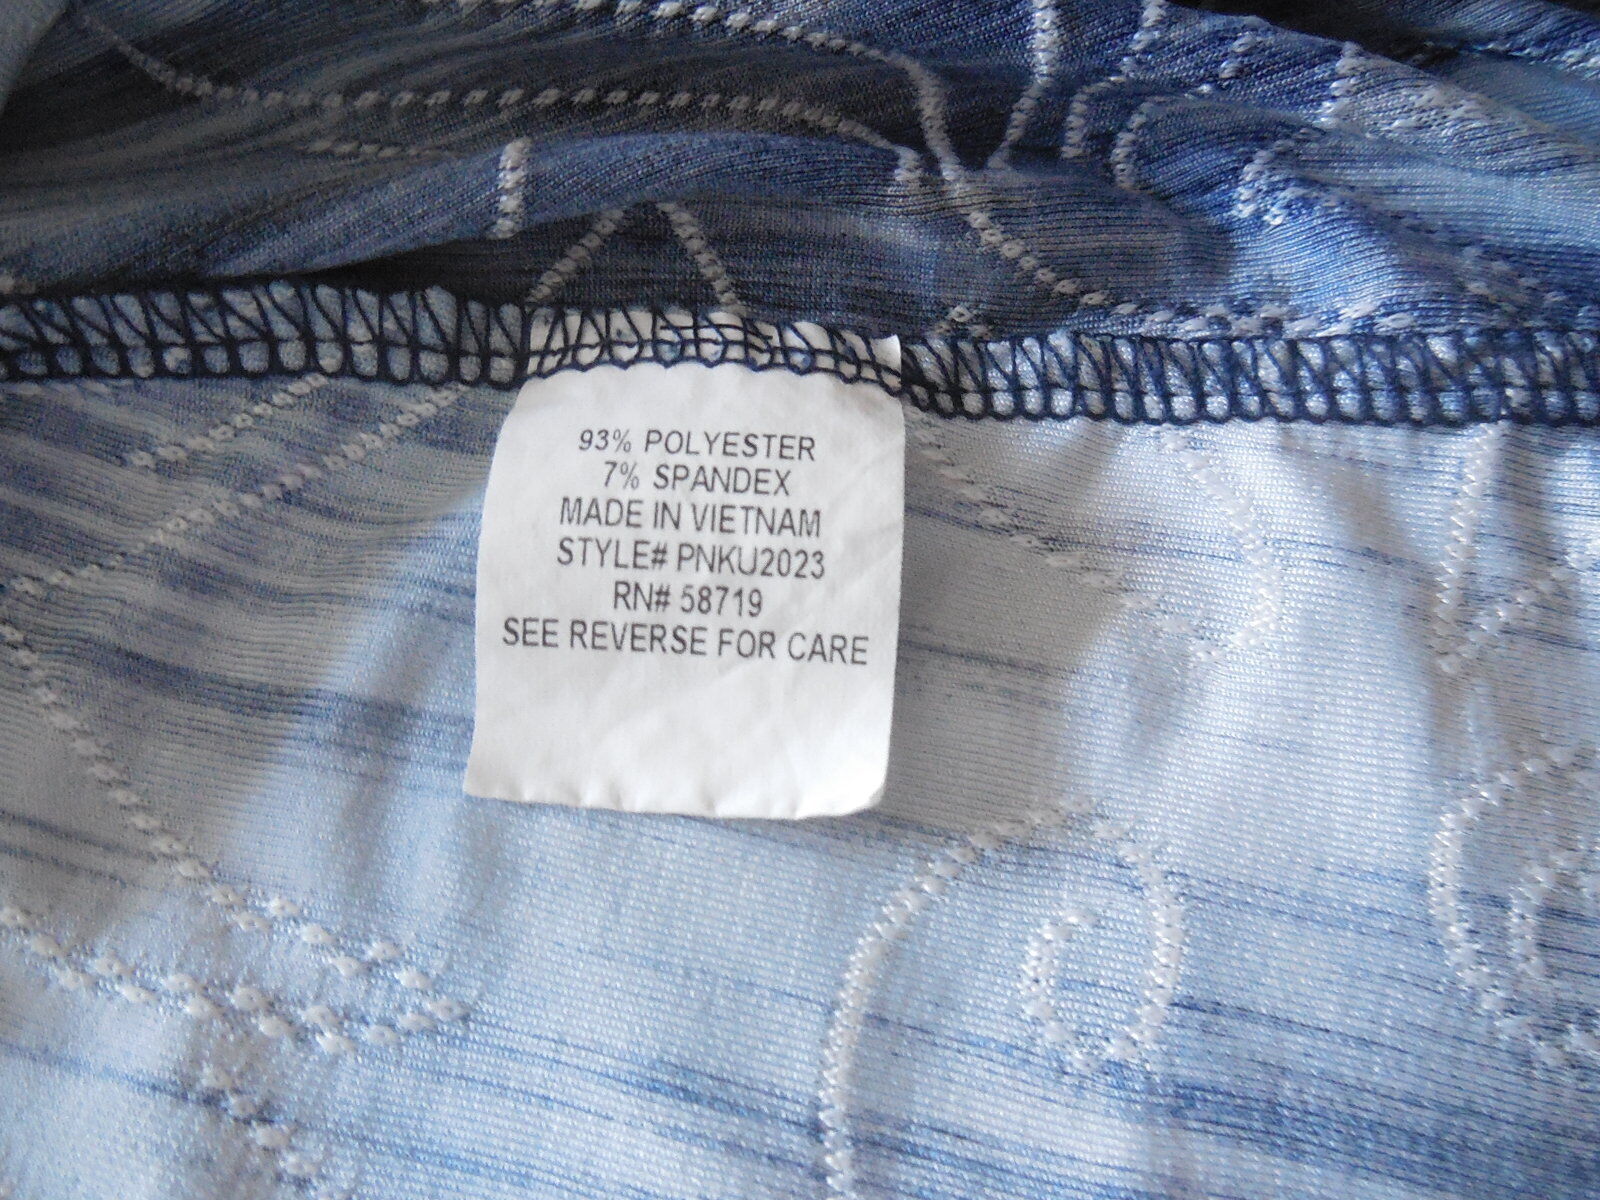 93% POLYESTER
7% SPANDEX
MADE IN VIETNAM
STYLE# PNKU2023
RN# 58719
SEE REVERSE FOR CARE